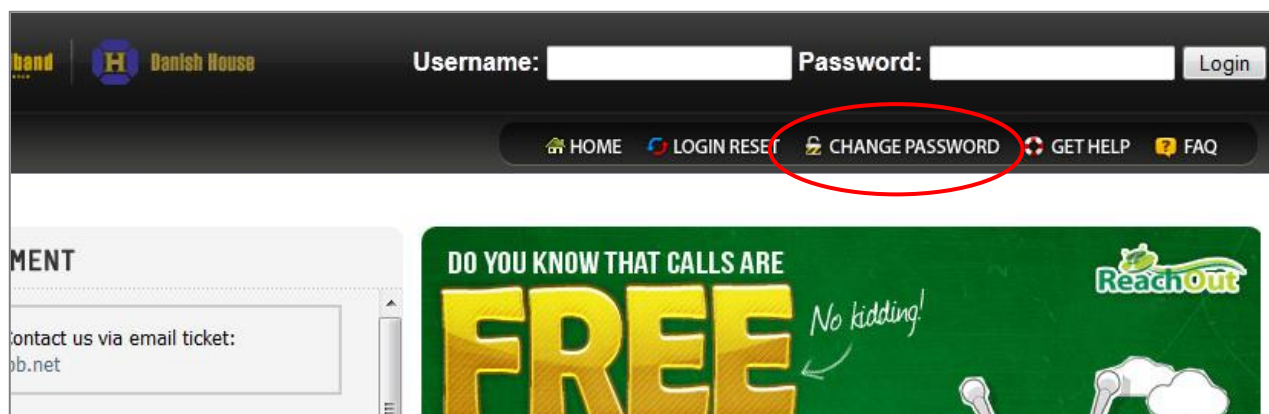 band
H Danish House
Username: Password: Login
HOME LOGIN RESET CHANGE PASSWORD GET HELP ? FAQ
MENT
contact us via email ticket:
bb.net
DO YOU KNOW THAT CALLS ARE
FREE
No kidding!
ReachOut